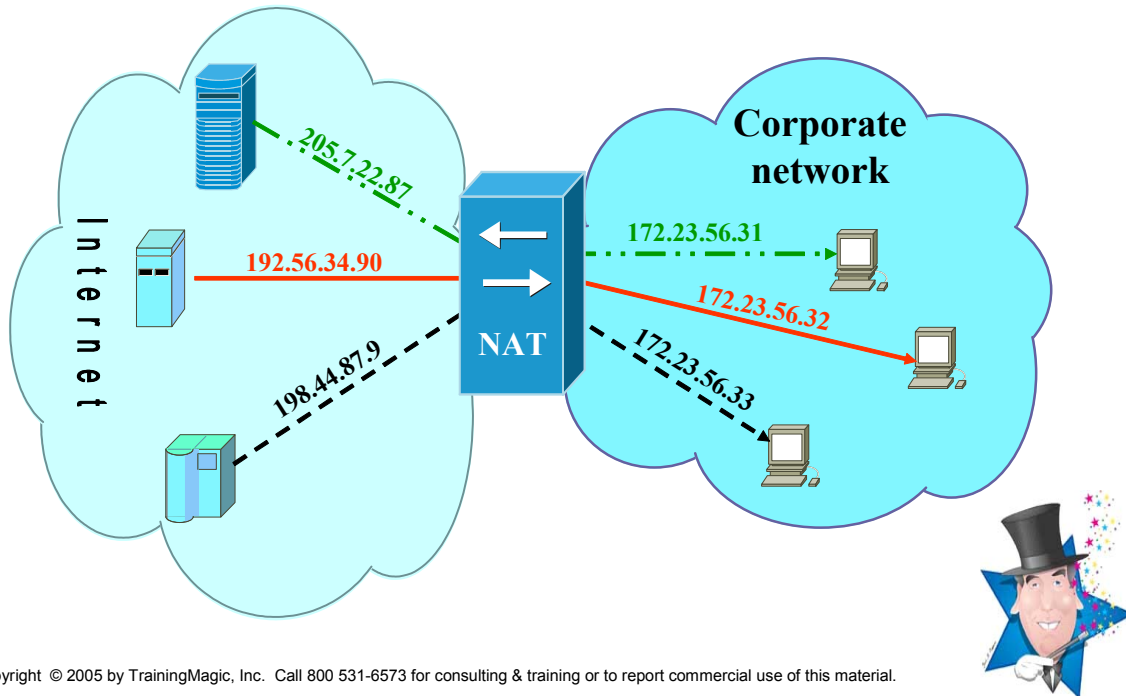 Internet
205.7.22.87
192.56.34.90
198.44.87.9
NAT
Corporate
network
172.23.56.31
172.23.56.32
172.23.56.33
pyright © 2005 by TrainingMagic, Inc. Call 800 531-6573 for consulting & training or to report commercial use of this material.